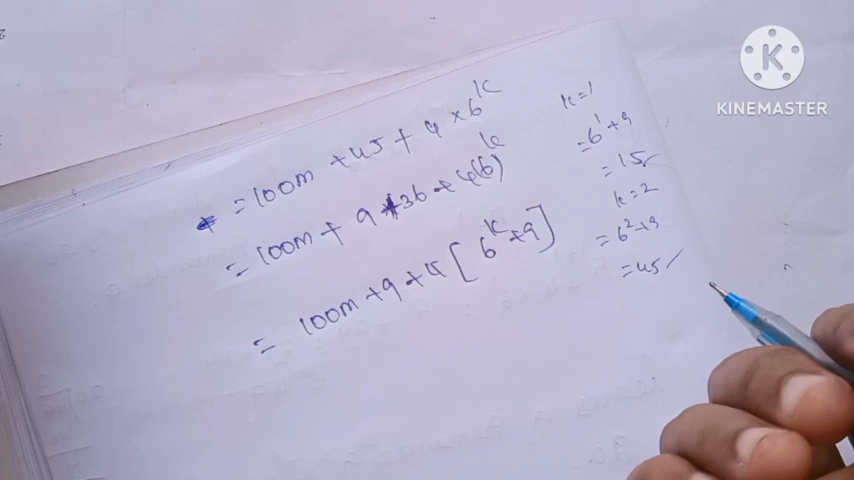 = 100m + 45 + 4 × 6^k
= 100m + 9 + 36 + 4(6)^k
= 100m + 9 + 4 [6^k + 9]
k=1
= 6^1 + 9
= 15 ✓
k=2
= 6^2 + 9
= 45 ✓
K
KINEMASTER